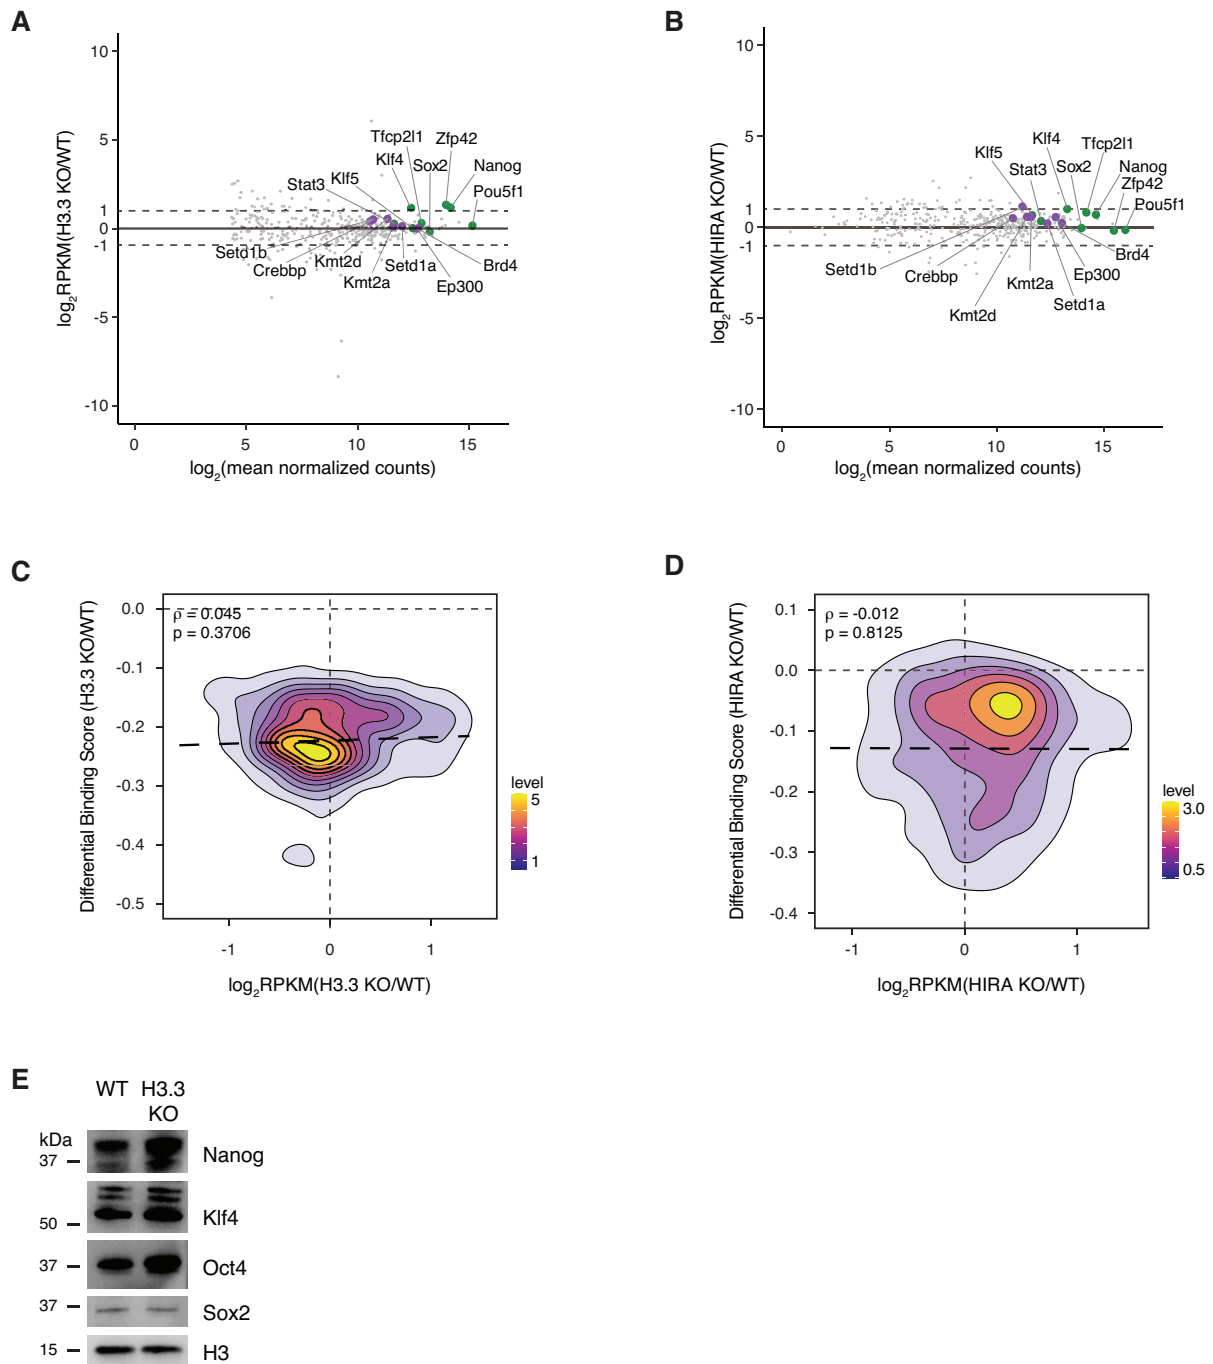 A
log2RPKM(H3.3 KO/WT)
10
5
1
0
-1
-5
-10
Tfcp2l1
Zfp42
Klf4
Sox2
Nanog
Stat3
Klf5
Pou5f1
Setd1b
Crebbp
Kmt2d
Kmt2a
Setd1a
Ep300
Brd4
0
5
10
15
log2(mean normalized counts)
B
log2RPKM(HIRA KO/WT)
10
5
1
0
-1
-5
-10
Klf5
Klf4
Tfcp2l1
Stat3
Sox2
Nanog
Zfp42
Pou5f1
Setd1b
Crebbp
Kmt2d
Kmt2a
Setd1a
Ep300
Brd4
0
5
10
15
log2(mean normalized counts)
C
Differential Binding Score (H3.3 KO/WT)
0.0
-0.1
-0.2
-0.3
-0.4
-0.5
ρ = 0.045
p = 0.3706
level
5
1
-1
0
1
log2RPKM(H3.3 KO/WT)
D
Differential Binding Score (HIRA KO/WT)
0.1
0.0
-0.1
-0.2
-0.3
-0.4
ρ = -0.012
p = 0.8125
level
3.0
0.5
-1
0
1
log2RPKM(HIRA KO/WT)
E
WT H3.3
KO
kDa
37
Nanog
50
Klf4
37
Oct4
37
Sox2
15
H3